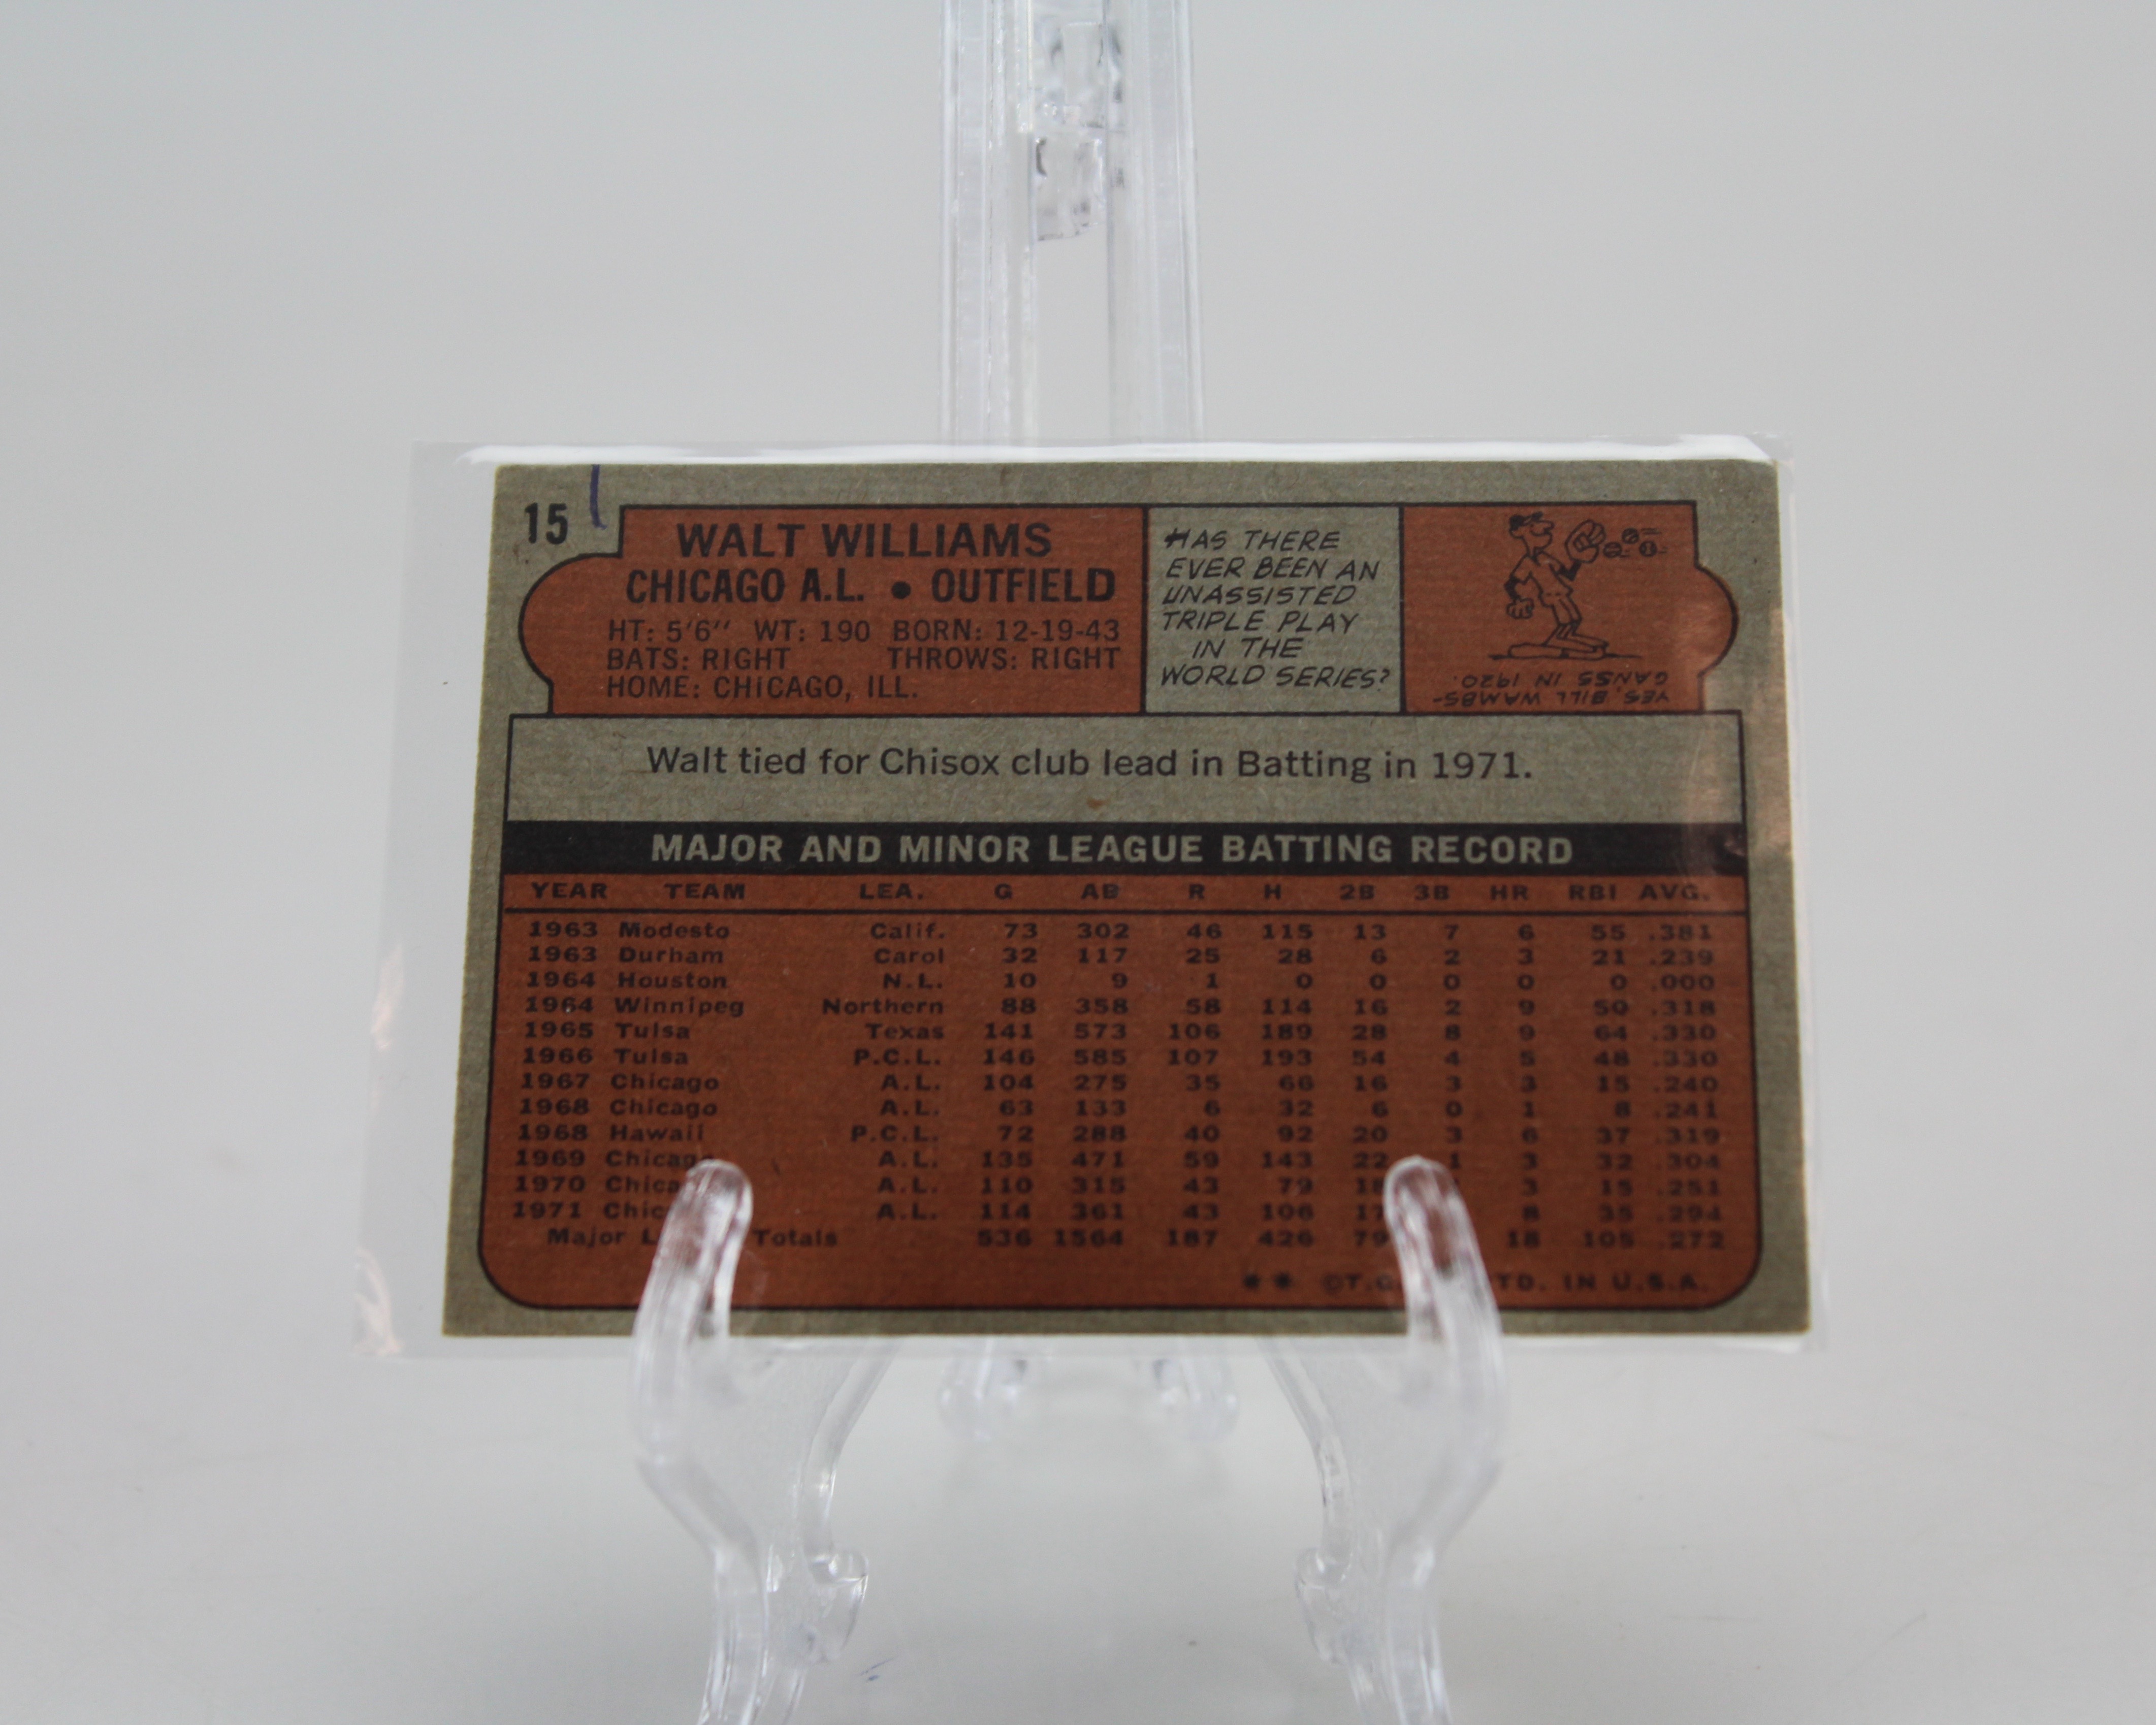 15
WALT WILLIAMS
CHICAGO A.L. • OUTFIELD
HT: 5'6" WT: 190 BORN: 12-19-43
BATS: RIGHT THROWS: RIGHT
HOME: CHICAGO, ILL.
HAS THERE
EVER BEEN AN
UNASSISTED
TRIPLE PLAY
IN THE
WORLD SERIES?
YES, BILL WAMBS-
GANSS IN 1920.
Walt tied for Chisox club lead in Batting in 1971.
MAJOR AND MINOR LEAGUE BATTING RECORD
YEAR TEAM LEA. G AB R H 2B 3B HR RBI AVG.
1963 Modesto Calif. 73 302 46 115 13 7 6 55 .381
1963 Durham Carol 32 117 25 28 6 2 3 21 .239
1964 Houston N.L. 10 9 1 0 0 0 0 0 .000
1964 Winnipeg Northern 88 358 58 114 16 2 9 50 .318
1965 Tulsa Texas 141 573 106 189 28 8 9 64 .330
1966 Tulsa P.C.L. 146 585 107 193 54 4 5 48 .330
1967 Chicago A.L. 104 275 35 66 16 3 3 15 .240
1968 Chicago A.L. 63 133 6 32 6 0 1 8 .241
1968 Hawaii P.C.L. 72 288 40 92 20 3 6 37 .319
1969 Chicago A.L. 135 471 59 143 22 1 3 32 .304
1970 Chica A.L. 110 315 43 79 18 3 15 .251
1971 Chic A.L. 114 361 43 106 17 8 35 .294
Major L Totals 536 1564 187 426 79 18 105 .272
** ©T.C. TD. IN U.S.A.